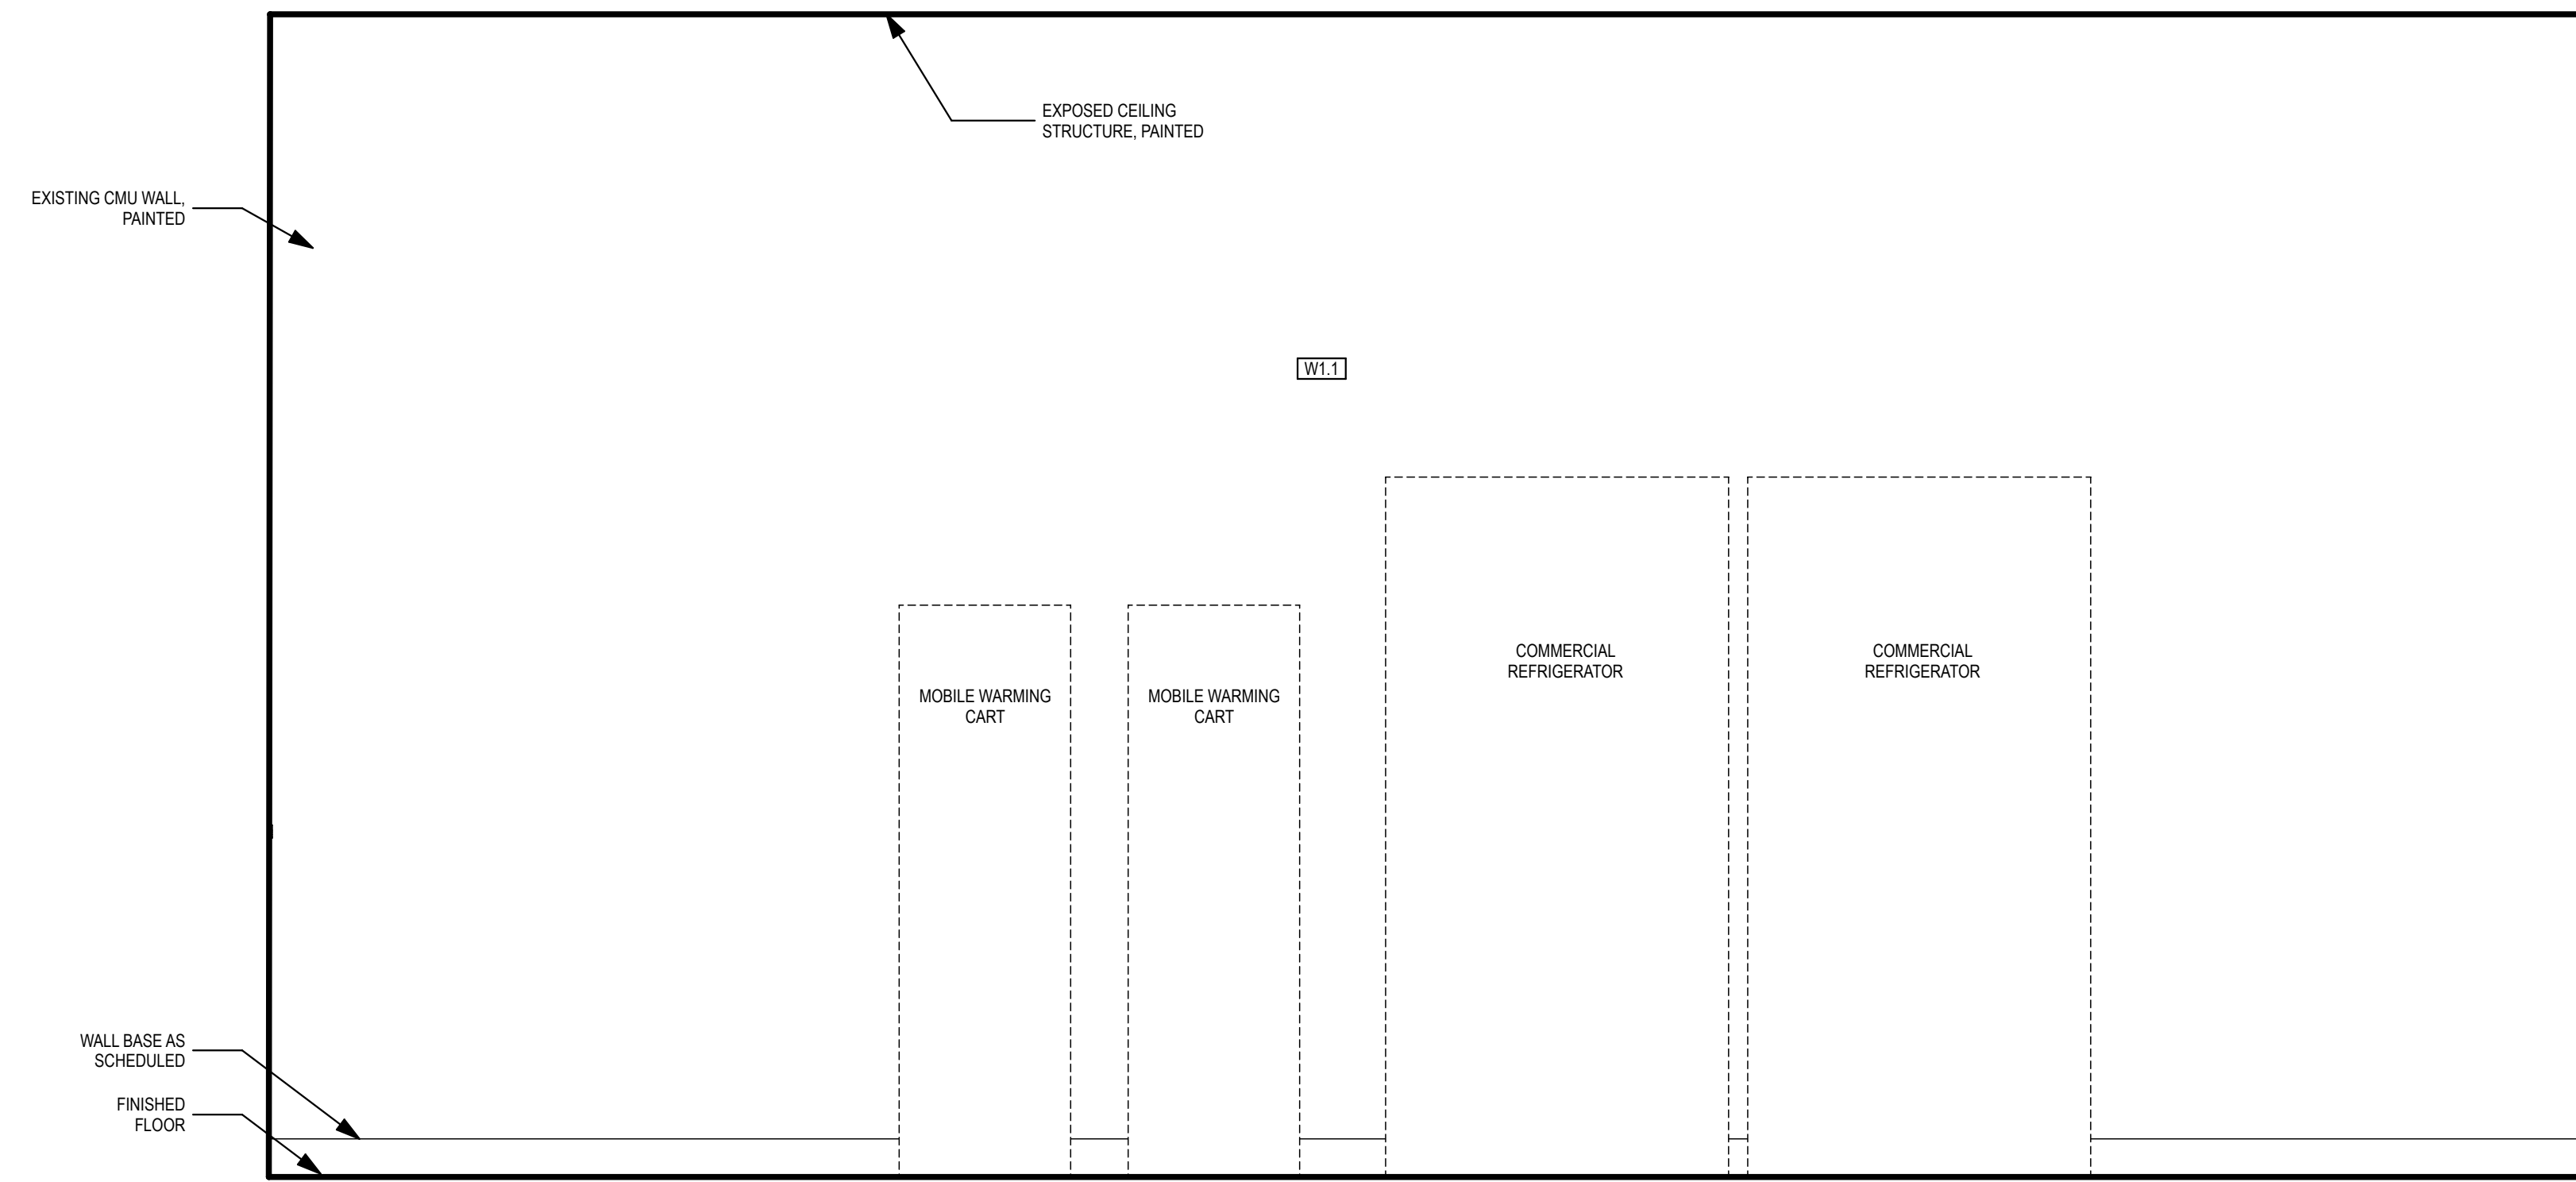 EXPOSED CEILING
STRUCTURE, PAINTED
EXISTING CMU WALL,
PAINTED
W1.1
COMMERCIAL
REFRIGERATOR
COMMERCIAL
REFRIGERATOR
MOBILE WARMING
CART
MOBILE WARMING
CART
WALL BASE AS
SCHEDULED
FINISHED
FLOOR